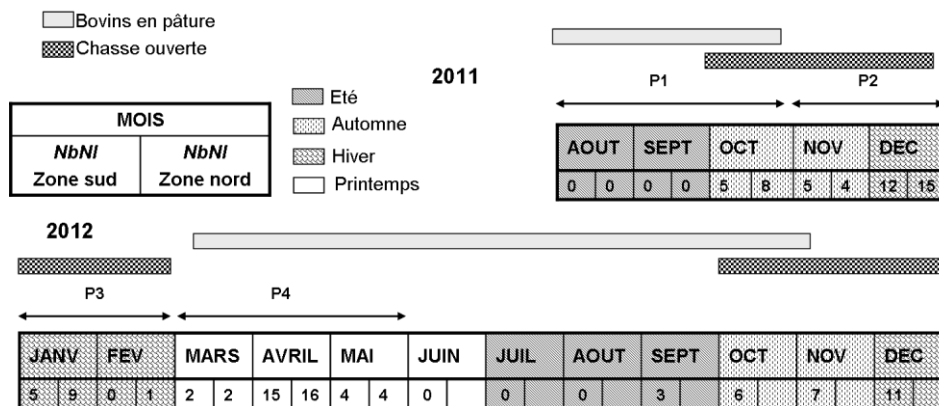 Bovins en pâture
Chasse ouverte
2011
P1 P2
MOIS
NbNI NbNI
Zone sud Zone nord
Eté
Automne
Hiver
Printemps
AOUT SEPT OCT NOV DEC
0 0 0 0 5 8 5 4 12 15
2012
P3 P4
JANV FEV MARS AVRIL MAI JUIN JUIL AOUT SEPT OCT NOV DEC
5 9 0 1 2 2 15 16 4 4 0 0 0 3 6 7 11